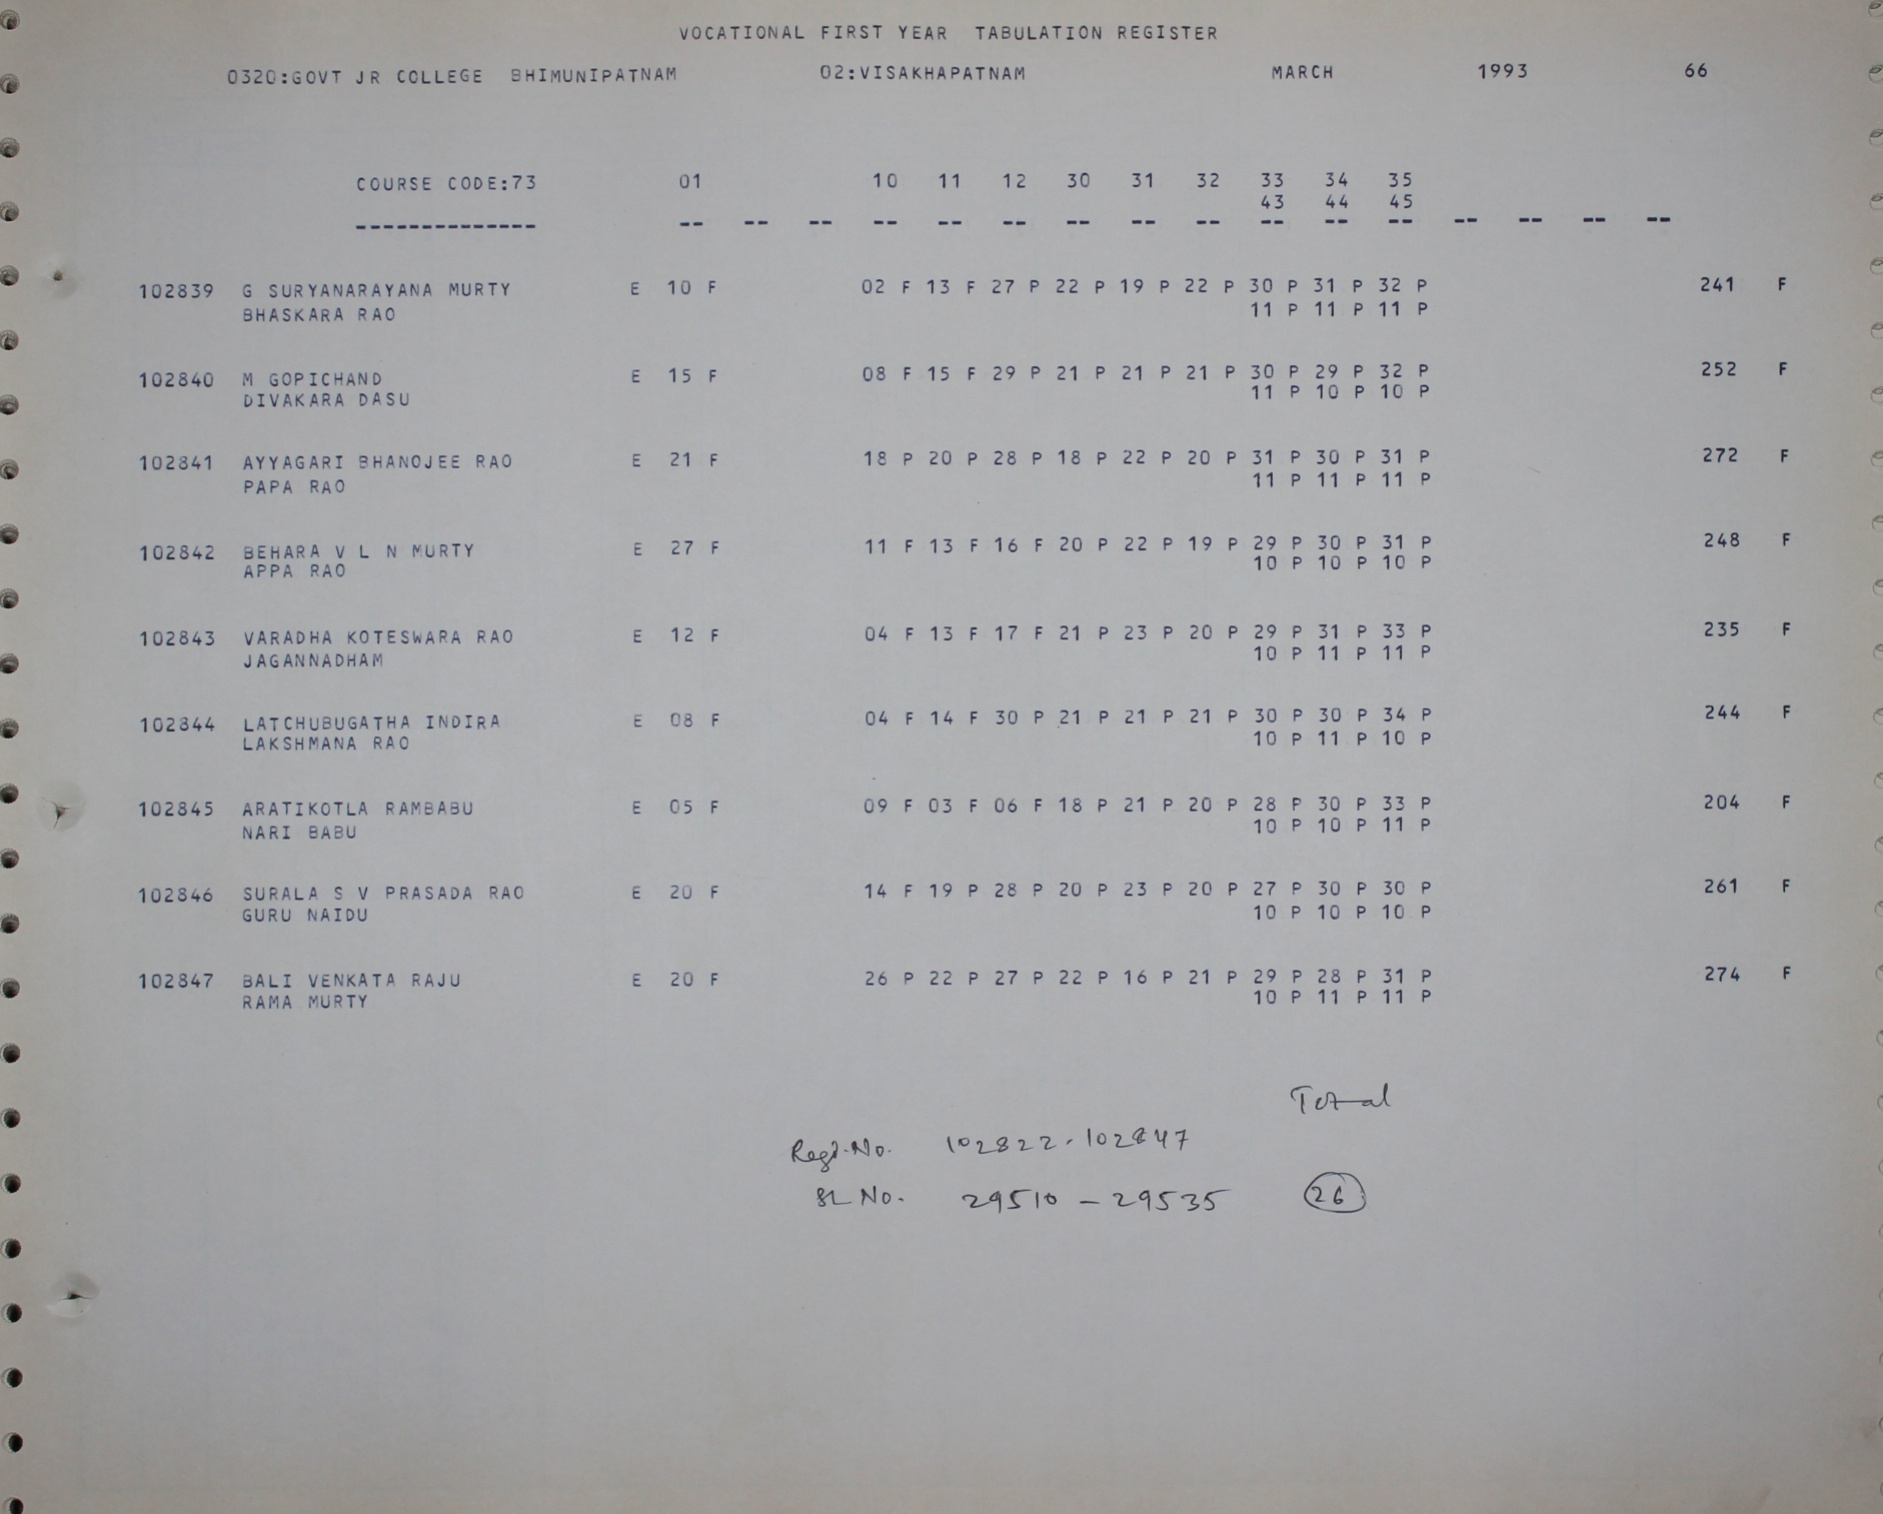 VOCATIONAL FIRST YEAR TABULATION REGISTER
0320:GOVT JR COLLEGE BHIMUNIPATNAM 02:VISAKHAPATNAM MARCH 1993 66
COURSE CODE:73 01 10 11 12 30 31 32 33 34 35
43 44 45
-------------- -- -- -- -- -- -- -- -- -- -- -- -- -- -- -- --
102839 G SURYANARAYANA MURTY E 10 F 02 F 13 F 27 P 22 P 19 P 22 P 30 P 31 P 32 P 241 F
BHASKARA RAO 11 P 11 P 11 P
102840 M GOPICHAND E 15 F 08 F 15 F 29 P 21 P 21 P 21 P 30 P 29 P 32 P 252 F
DIVAKARA DASU 11 P 10 P 10 P
102841 AYYAGARI BHANOJEE RAO E 21 F 18 P 20 P 28 P 18 P 22 P 20 P 31 P 30 P 31 P 272 F
PAPA RAO 11 P 11 P 11 P
102842 BEHARA V L N MURTY E 27 F 11 F 13 F 16 F 20 P 22 P 19 P 29 P 30 P 31 P 248 F
APPA RAO 10 P 10 P 10 P
102843 VARADHA KOTESWARA RAO E 12 F 04 F 13 F 17 F 21 P 23 P 20 P 29 P 31 P 33 P 235 F
JAGANNADHAM 10 P 11 P 11 P
102844 LATCHUBUGATHA INDIRA E 08 F 04 F 14 F 30 P 21 P 21 P 21 P 30 P 30 P 34 P 244 F
LAKSHMANA RAO 10 P 11 P 10 P
102845 ARATIKOTLA RAMBABU E 05 F 09 F 03 F 06 F 18 P 21 P 20 P 28 P 30 P 33 P 204 F
NARI BABU 10 P 10 P 11 P
102846 SURALA S V PRASADA RAO E 20 F 14 F 19 P 28 P 20 P 23 P 20 P 27 P 30 P 30 P 261 F
GURU NAIDU 10 P 10 P 10 P
102847 BALI VENKATA RAJU E 20 F 26 P 22 P 27 P 22 P 16 P 21 P 29 P 28 P 31 P 274 F
RAMA MURTY 10 P 11 P 11 P
Total
Regd.No. 102822-102847
SL No. 29510 - 29535 26